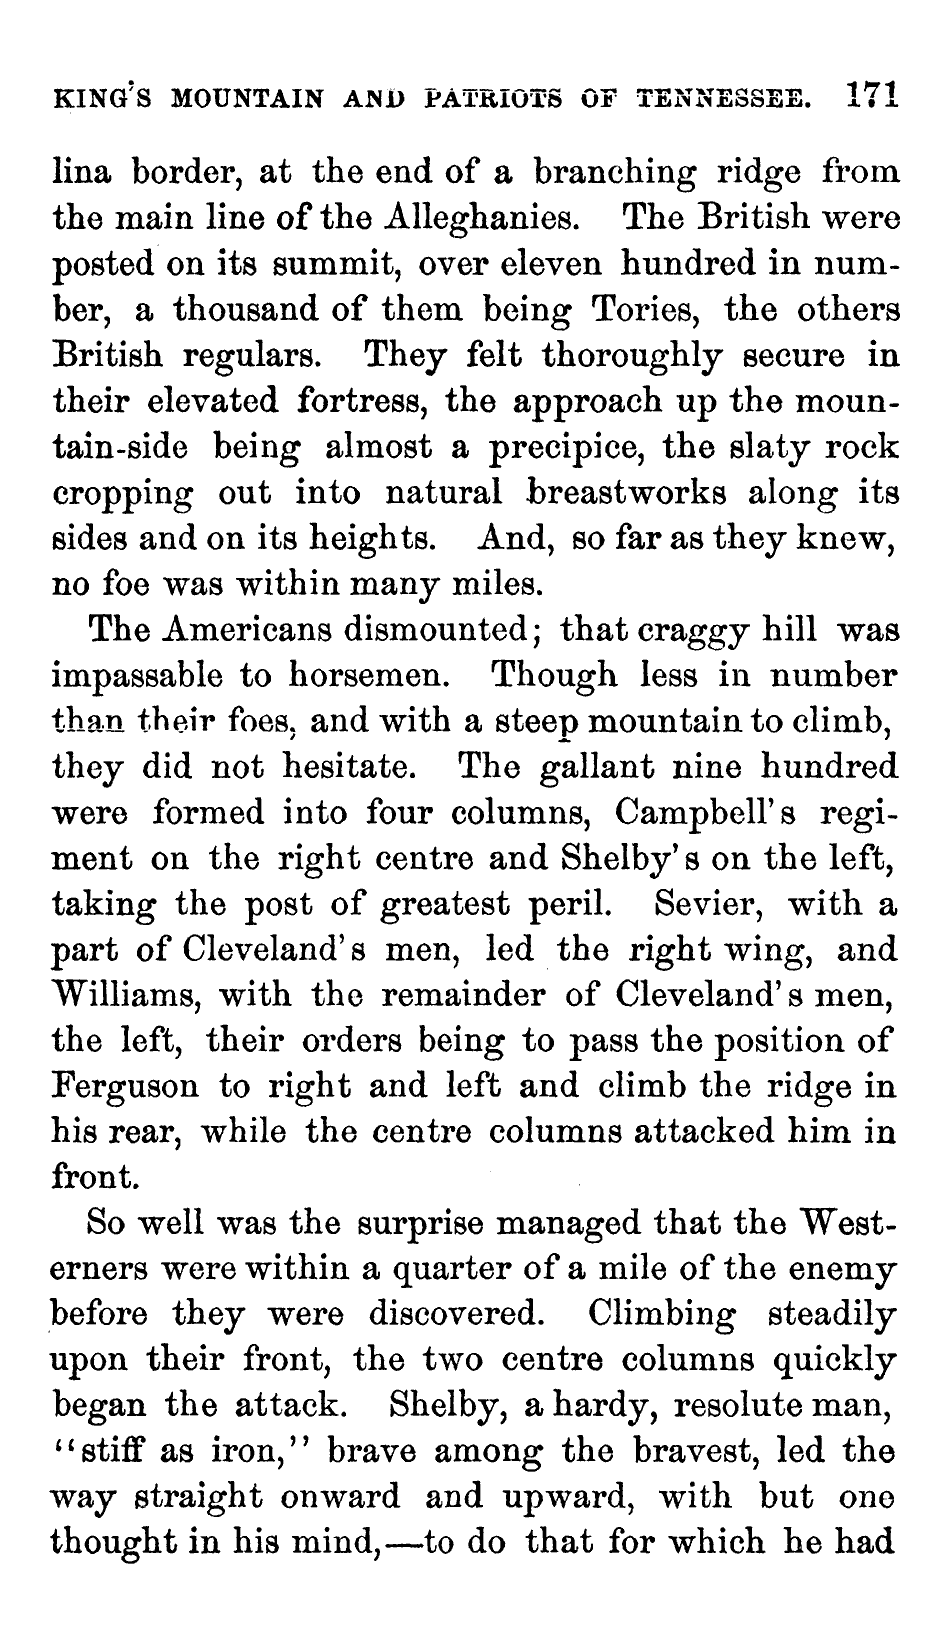 KING'S MOUNTAIN AND PATRIOTS OF TENNESSEE. 171
lina border, at the end of a branching ridge from
the main line of the Alleghanies. The British were
posted on its summit, over eleven hundred in num-
ber, a thousand of them being Tories, the others
British regulars. They felt thoroughly secure in
their elevated fortress, the approach up the moun-
tain-side being almost a precipice, the slaty rock
cropping out into natural breastworks along its
sides and on its heights. And, so far as they knew,
no foe was within many miles.
The Americans dismounted; that craggy hill was
impassable to horsemen. Though less in number
than their foes, and with a steep mountain to climb,
they did not hesitate. The gallant nine hundred
were formed into four columns, Campbell's regi-
ment on the right centre and Shelby's on the left,
taking the post of greatest peril. Sevier, with a
part of Cleveland's men, led the right wing, and
Williams, with the remainder of Cleveland's men,
the left, their orders being to pass the position of
Ferguson to right and left and climb the ridge in
his rear, while the centre columns attacked him in
front.
So well was the surprise managed that the West-
erners were within a quarter of a mile of the enemy
before they were discovered. Climbing steadily
upon their front, the two centre columns quickly
began the attack. Shelby, a hardy, resolute man,
"stiff as iron," brave among the bravest, led the
way straight onward and upward, with but one
thought in his mind,—to do that for which he had